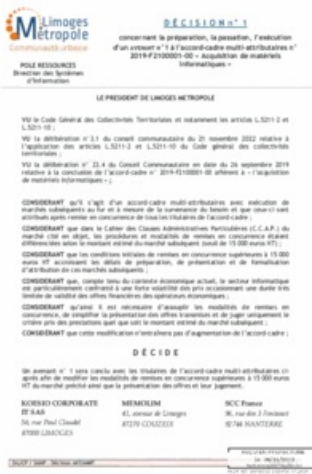 Limoges
Métropole
Communauté urbaine
POLE RESSOURCES
Direction des Systèmes
d'Information
DÉCISION n° 1
concernant la préparation, la passation, l'exécution
d'un AVENANT n° 1 à l'accord-cadre multi-attributaires n°
2019-F2100001-00 « Acquisition de matériels
informatiques »
LE PRESIDENT DE LIMOGES METROPOLE
VU le Code Général des Collectivités Territoriales et notamment les articles L.5211-2 et
L.5211-10 ;
VU la délibération n°3.1 du conseil communautaire du 21 novembre 2022 relative à
l'application des articles L.5211-2 et L.5211-10 du Code général des collectivités
territoriales ;
VU la délibération n° 23.4 du Conseil Communautaire en date du 26 septembre 2019
relative à la conclusion de l'accord-cadre n° 2019-F2100001-00 afférent à « l'acquisition
de matériels informatiques » ;
CONSIDÉRANT qu'il s'agit d'un accord-cadre multi-attributaires avec exécution de
marchés subséquents au fur et à mesure de la survenance du besoin et que ceux-ci sont
attribués après remise en concurrence de tous les titulaires de l'accord-cadre ;
CONSIDÉRANT que dans le Cahier des Clauses Administratives Particulières (C.C.A.P.) du
marché cité en objet, les procédures et modalités de remises en concurrence étaient
différenciées selon le montant estimé du marché subséquent (seuil de 15 000 euros HT) ;
CONSIDÉRANT que les conditions initiales de remises en concurrence supérieures à 15 000
euros HT alourdissent les délais de préparation, de présentation et de formalisation
d'attribution de ces marchés subséquents ;
CONSIDÉRANT que, compte tenu du contexte économique actuel, le secteur informatique
est particulièrement confronté à une forte volatilité des prix occasionnant une durée très
limitée de validité des offres financières des opérateurs économiques ;
CONSIDÉRANT qu'ainsi il est nécessaire d'assouplir les modalités de remises en
concurrence, de simplifier la présentation des offres transmises et de juger uniquement le
critère prix des prestations quel que soit le montant estimé du marché subséquent ;
CONSIDÉRANT que cette modification n'entraînera pas d'augmentation de l'accord-cadre ;
DÉCIDE
Un avenant n° 1 sera conclu avec les titulaires de l'accord-cadre multi-attributaires ci-
après afin de modifier les modalités de remises en concurrence supérieures à 15 000 euros
HT du marché précité ainsi que la présentation des offres et leur jugement.
KOESIO CORPORATE
IT SAS
54, rue Paul Claudel
87000 LIMOGES
MEMOLIM
41, avenue de Limoges
87270 COUZEIX
SCC France
96, rue des 3 Fontanot
92744 NANTERRE